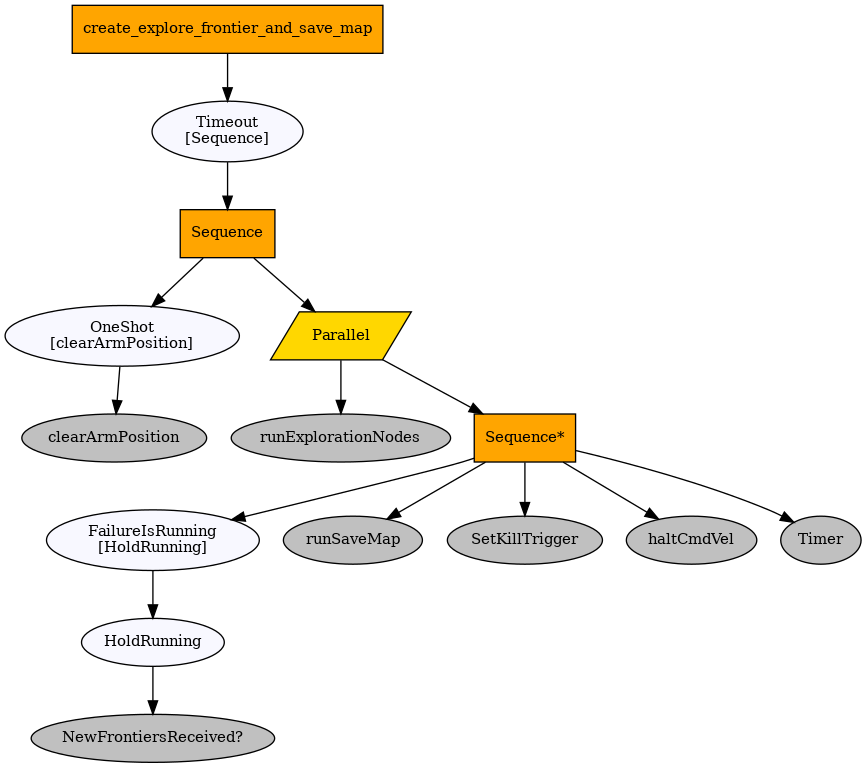 create_explore_frontier_and_save_map
Timeout
[Sequence]
Sequence
OneShot
[clearArmPosition]
Parallel
clearArmPosition
runExplorationNodes
Sequence*
FailureIsRunning
[HoldRunning]
runSaveMap
SetKillTrigger
haltCmdVel
Timer
HoldRunning
NewFrontiersReceived?